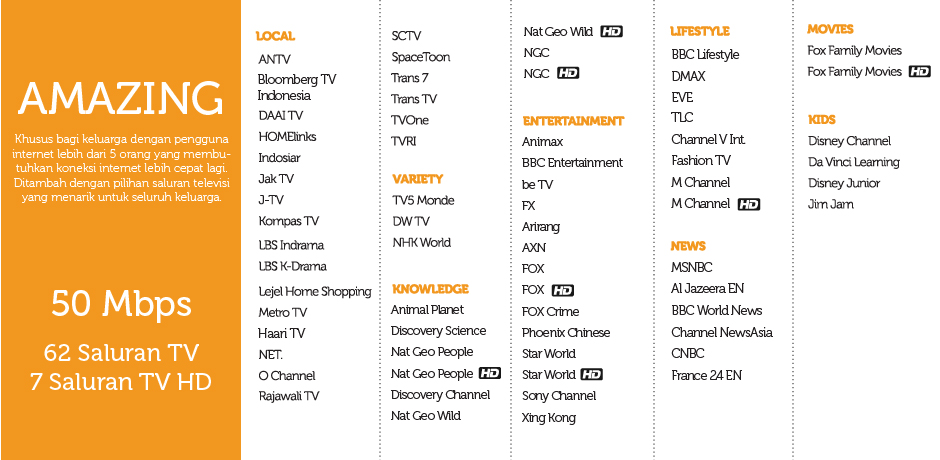 AMAZING
Khusus bagi keluarga dengan pengguna
internet lebih dari 5 orang yang membu-
tuhkan koneksi internet lebih cepat lagi.
Ditambah dengan pilihan saluran televisi
yang menarik untuk seluruh keluarga.
50 Mbps
62 Saluran TV
7 Saluran TV HD
LOCAL
ANTV
Bloomberg TV
Indonesia
DAAI TV
HOMElinks
Indosiar
Jak TV
J-TV
Kompas TV
LBS Indrama
LBS K-Drama
Lejel Home Shopping
Metro TV
Haari TV
NET.
O Channel
Rajawali TV
SCTV
SpaceToon
Trans 7
Trans TV
TVOne
TVRI
VARIETY
TV5 Monde
DW TV
NHK World
KNOWLEDGE
Animal Planet
Discovery Science
Nat Geo People
Nat Geo People HD
Discovery Channel
Nat Geo Wild
Nat Geo Wild HD
NGC
NGC HD
ENTERTAINMENT
Animax
BBC Entertainment
be TV
FX
Arirang
AXN
FOX
FOX HD
FOX Crime
Phoenix Chinese
Star World
Star World HD
Sony Channel
Xing Kong
LIFESTYLE
BBC Lifestyle
DMAX
EVE
TLC
Channel V Int.
Fashion TV
M Channel
M Channel HD
NEWS
MSNBC
Al Jazeera EN
BBC World News
Channel NewsAsia
CNBC
France 24 EN
MOVIES
Fox Family Movies
Fox Family Movies HD
KIDS
Disney Channel
Da Vinci Learning
Disney Junior
Jim Jam